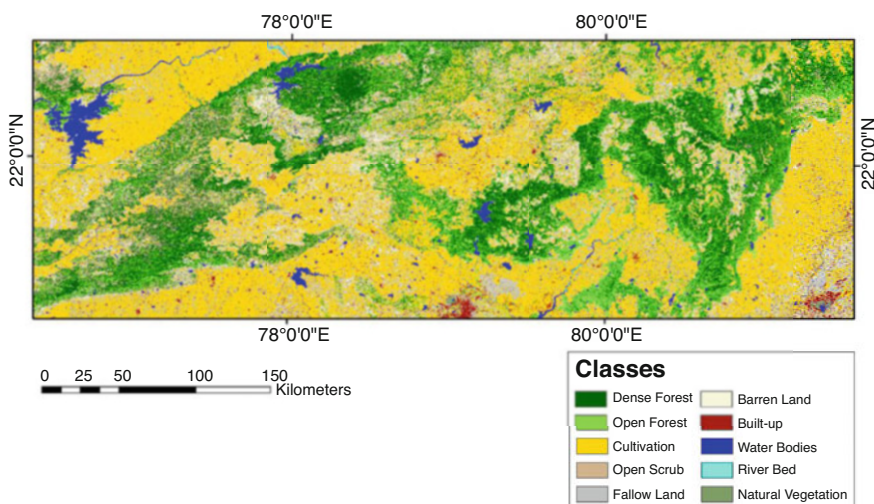 78°0'0"E 80°0'0"E
22°0'0"N
22°0'0"N
78°0'0"E 80°0'0"E
0 25 50 100 150
Kilometers
Classes
Dense Forest
Open Forest
Cultivation
Open Scrub
Fallow Land
Barren Land
Built-up
Water Bodies
River Bed
Natural Vegetation